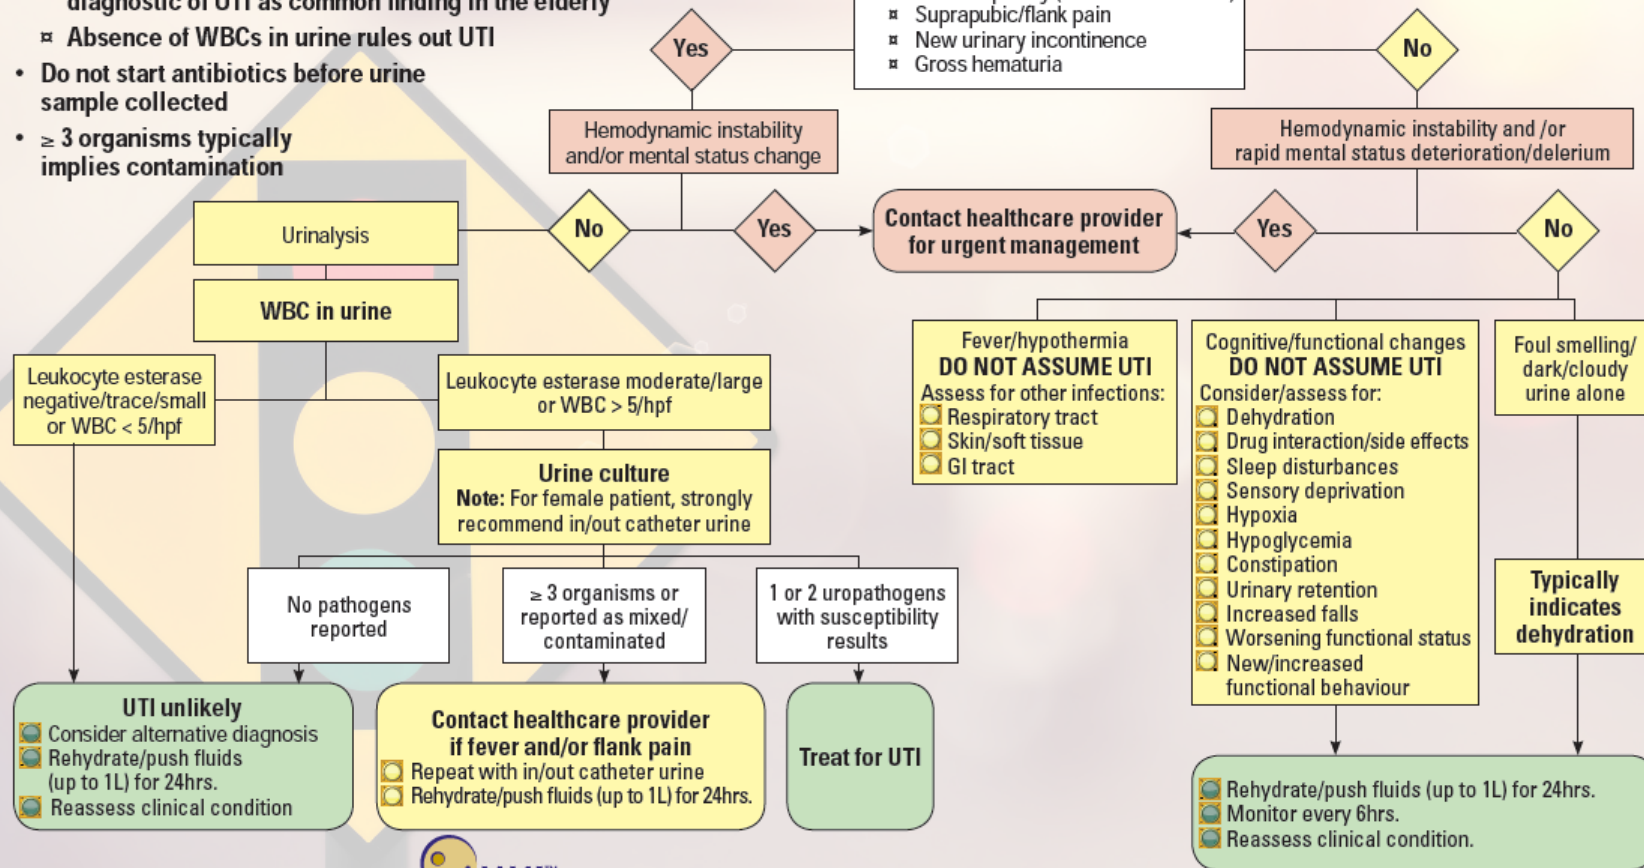 diagnostic of UTI as common finding in the elderly
¤ Absence of WBCs in urine rules out UTI
• Do not start antibiotics before urine
sample collected
• ≥ 3 organisms typically
implies contamination
¤ Suprapubic/flank pain
¤ New urinary incontinence
¤ Gross hematuria
Yes
No
Hemodynamic instability
and/or mental status change
Hemodynamic instability and /or
rapid mental status deterioration/delerium
No
Yes
Contact healthcare provider
for urgent management
Yes
No
Urinalysis
WBC in urine
Leukocyte esterase
negative/trace/small
or WBC < 5/hpf
Leukocyte esterase moderate/large
or WBC > 5/hpf
Urine culture
Note: For female patient, strongly
recommend in/out catheter urine
Fever/hypothermia
DO NOT ASSUME UTI
Assess for other infections:
Respiratory tract
Skin/soft tissue
GI tract
Cognitive/functional changes
DO NOT ASSUME UTI
Consider/assess for:
Dehydration
Drug interaction/side effects
Sleep disturbances
Sensory deprivation
Hypoxia
Hypoglycemia
Constipation
Urinary retention
Increased falls
Worsening functional status
New/increased
functional behaviour
Foul smelling/
dark/cloudy
urine alone
Typically
indicates
dehydration
No pathogens
reported
≥ 3 organisms or
reported as mixed/
contaminated
1 or 2 uropathogens
with susceptibility
results
UTI unlikely
Consider alternative diagnosis
Rehydrate/push fluids
(up to 1L) for 24hrs.
Reassess clinical condition
Contact healthcare provider
if fever and/or flank pain
Repeat with in/out catheter urine
Rehydrate/push fluids (up to 1L) for 24hrs.
Treat for UTI
Rehydrate/push fluids (up to 1L) for 24hrs.
Monitor every 6hrs.
Reassess clinical condition.